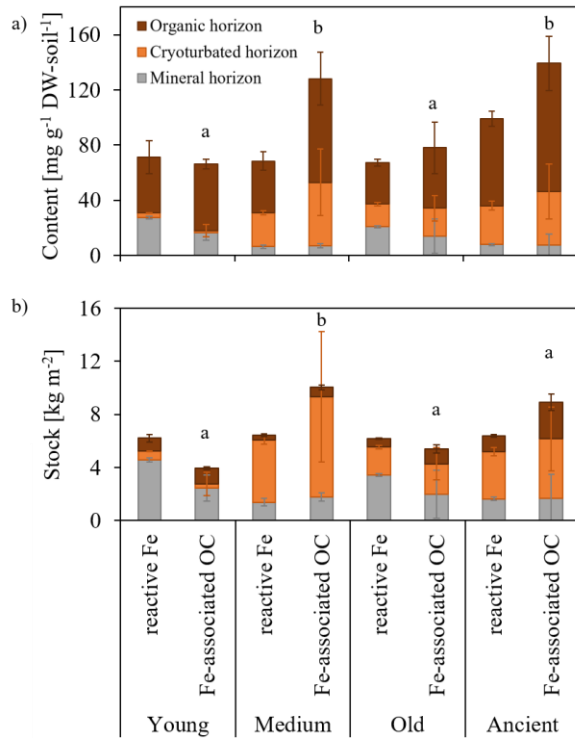 a)
Content [mg g⁻¹ DW-soil⁻¹]
160
120
80
40
0
Organic horizon
Cryoturbated horizon
Mineral horizon
a
b
a
b
b)
Stock [kg m⁻²]
16
12
8
4
0
a
b
a
a
reactive Fe
Fe-associated OC
reactive Fe
Fe-associated OC
reactive Fe
Fe-associated OC
reactive Fe
Fe-associated OC
Young Medium Old Ancient